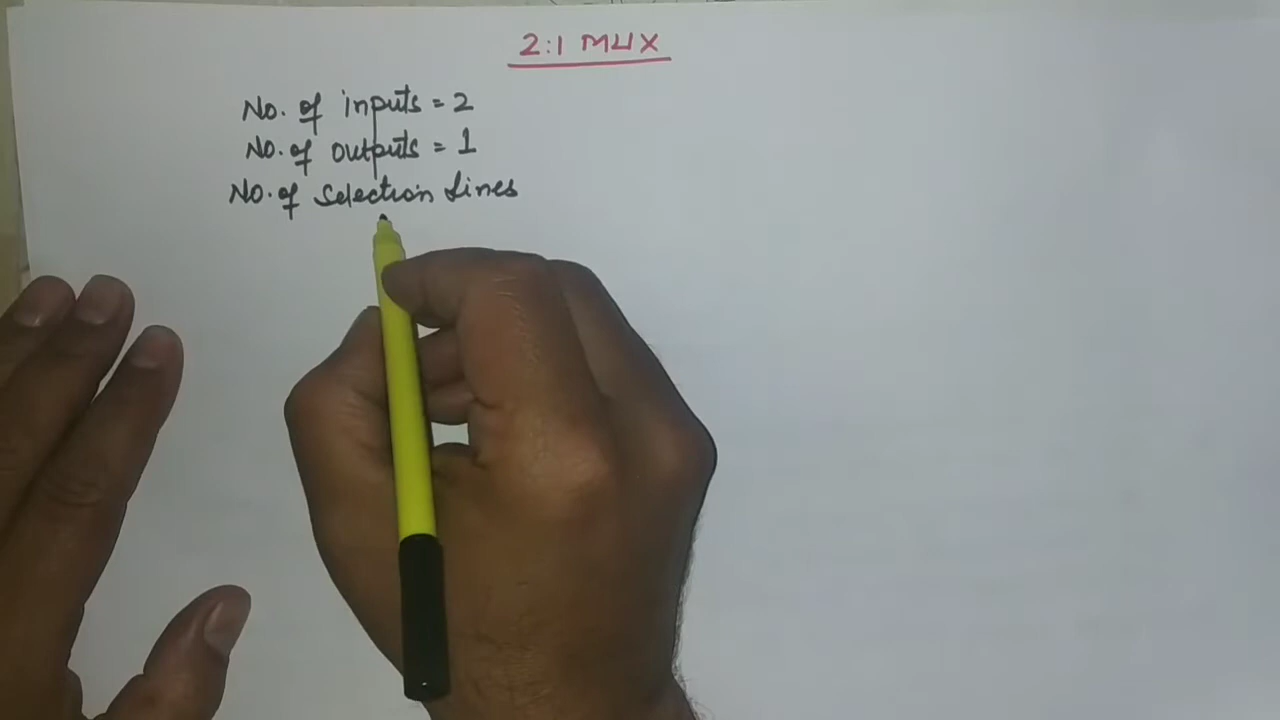 2:1 MUX
No. of inputs = 2
No. of outputs = 1
No. of Selection lines